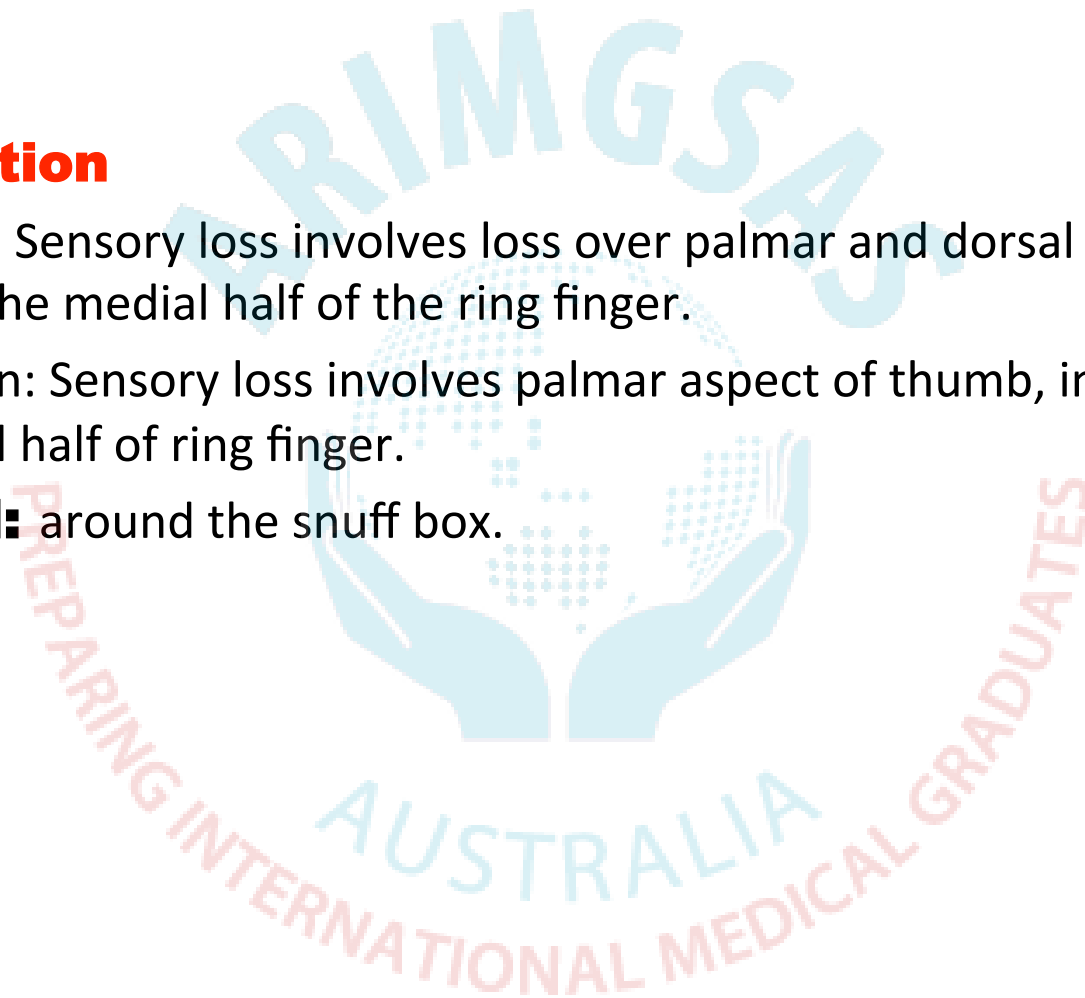 tion
Sensory loss involves loss over palmar and dorsal
he medial half of the ring finger.
n: Sensory loss involves palmar aspect of thumb, in
l half of ring finger.
l: around the snuff box.
ARIMGSAS
AUSTRALIA
PREPARING INTERNATIONAL MEDICAL GRADUATES